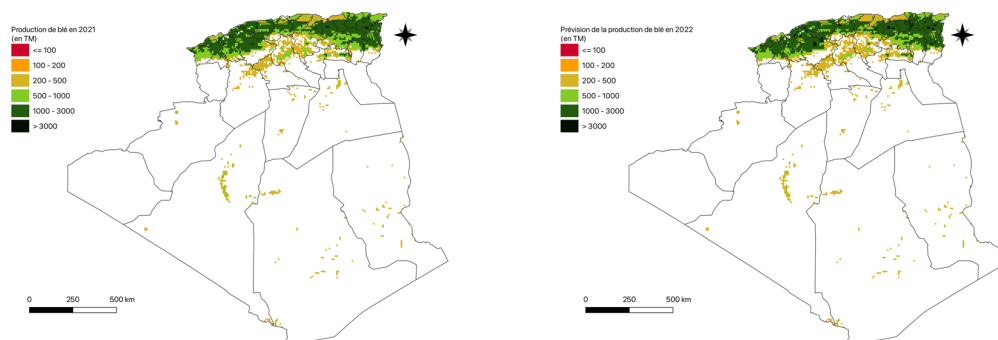 Production de blé en 2021
(en TM)
<= 100
100 - 200
200 - 500
500 - 1000
1000 - 3000
> 3000
0 250 500 km
Prévision de la production de blé en 2022
(en TM)
<= 100
100 - 200
200 - 500
500 - 1000
1000 - 3000
> 3000
0 250 500 km